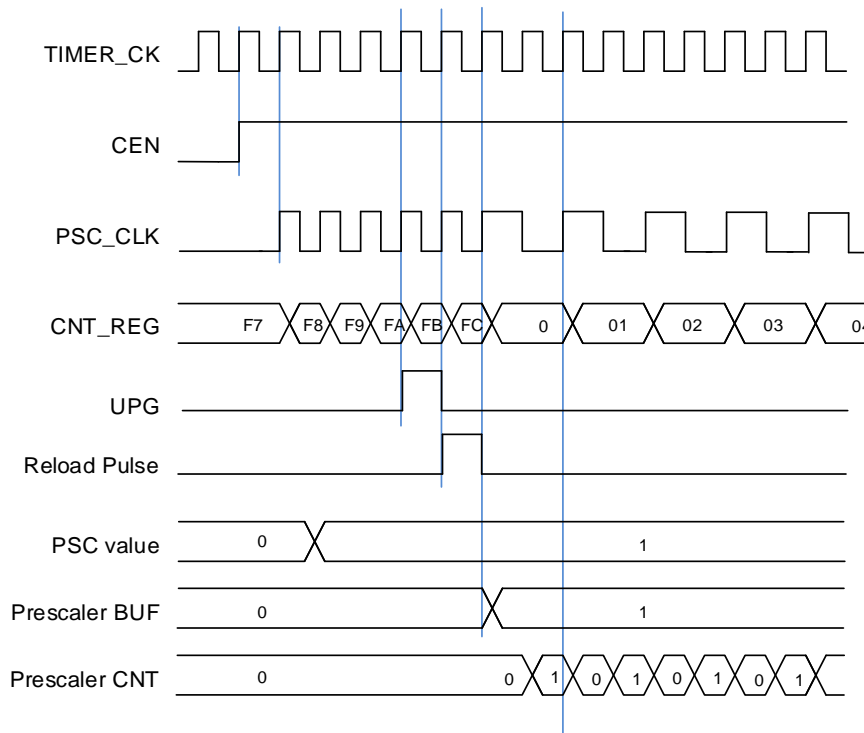 TIMER_CK
CEN
PSC_CLK
CNT_REG F7 F8 F9 FA FB FC 0 01 02 03 04
UPG
Reload Pulse
PSC value 0 1
Prescaler BUF 0 1
Prescaler CNT 0 0 1 0 1 0 1 0 1